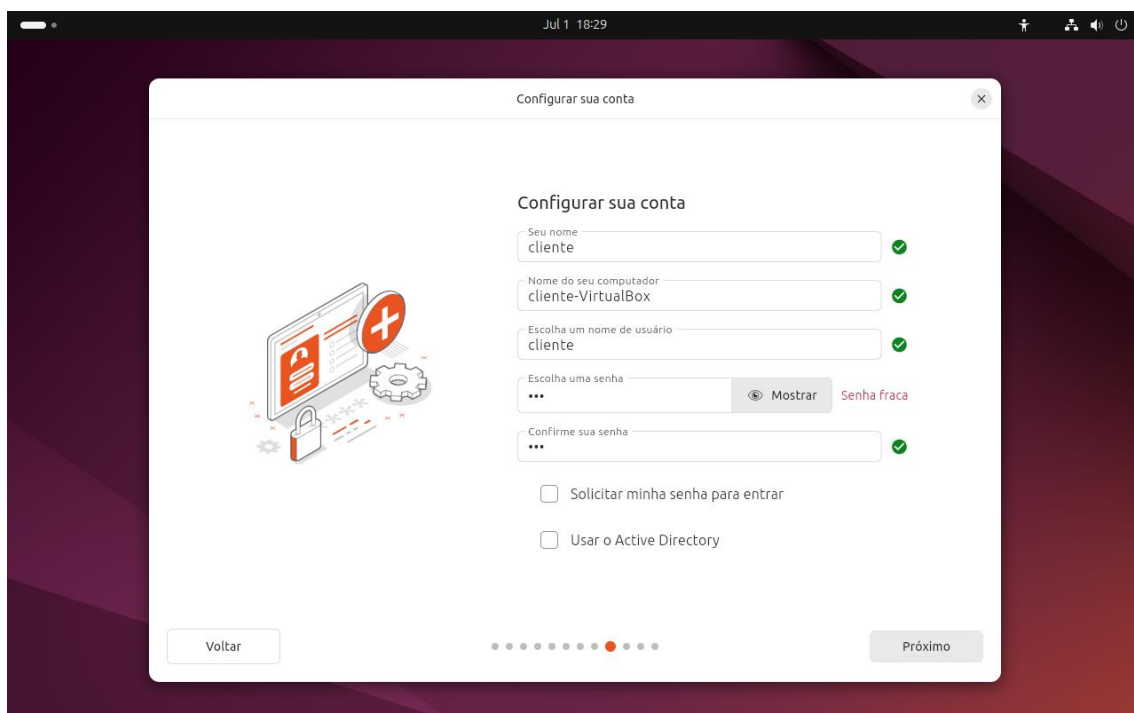 Jul 1 18:29
Configurar sua conta
Configurar sua conta
Seu nome
cliente
Nome do seu computador
cliente-VirtualBox
Escolha um nome de usuário
cliente
Escolha uma senha
•••
Mostrar
Senha fraca
Confirme sua senha
•••
Solicitar minha senha para entrar
Usar o Active Directory
Voltar
Próximo